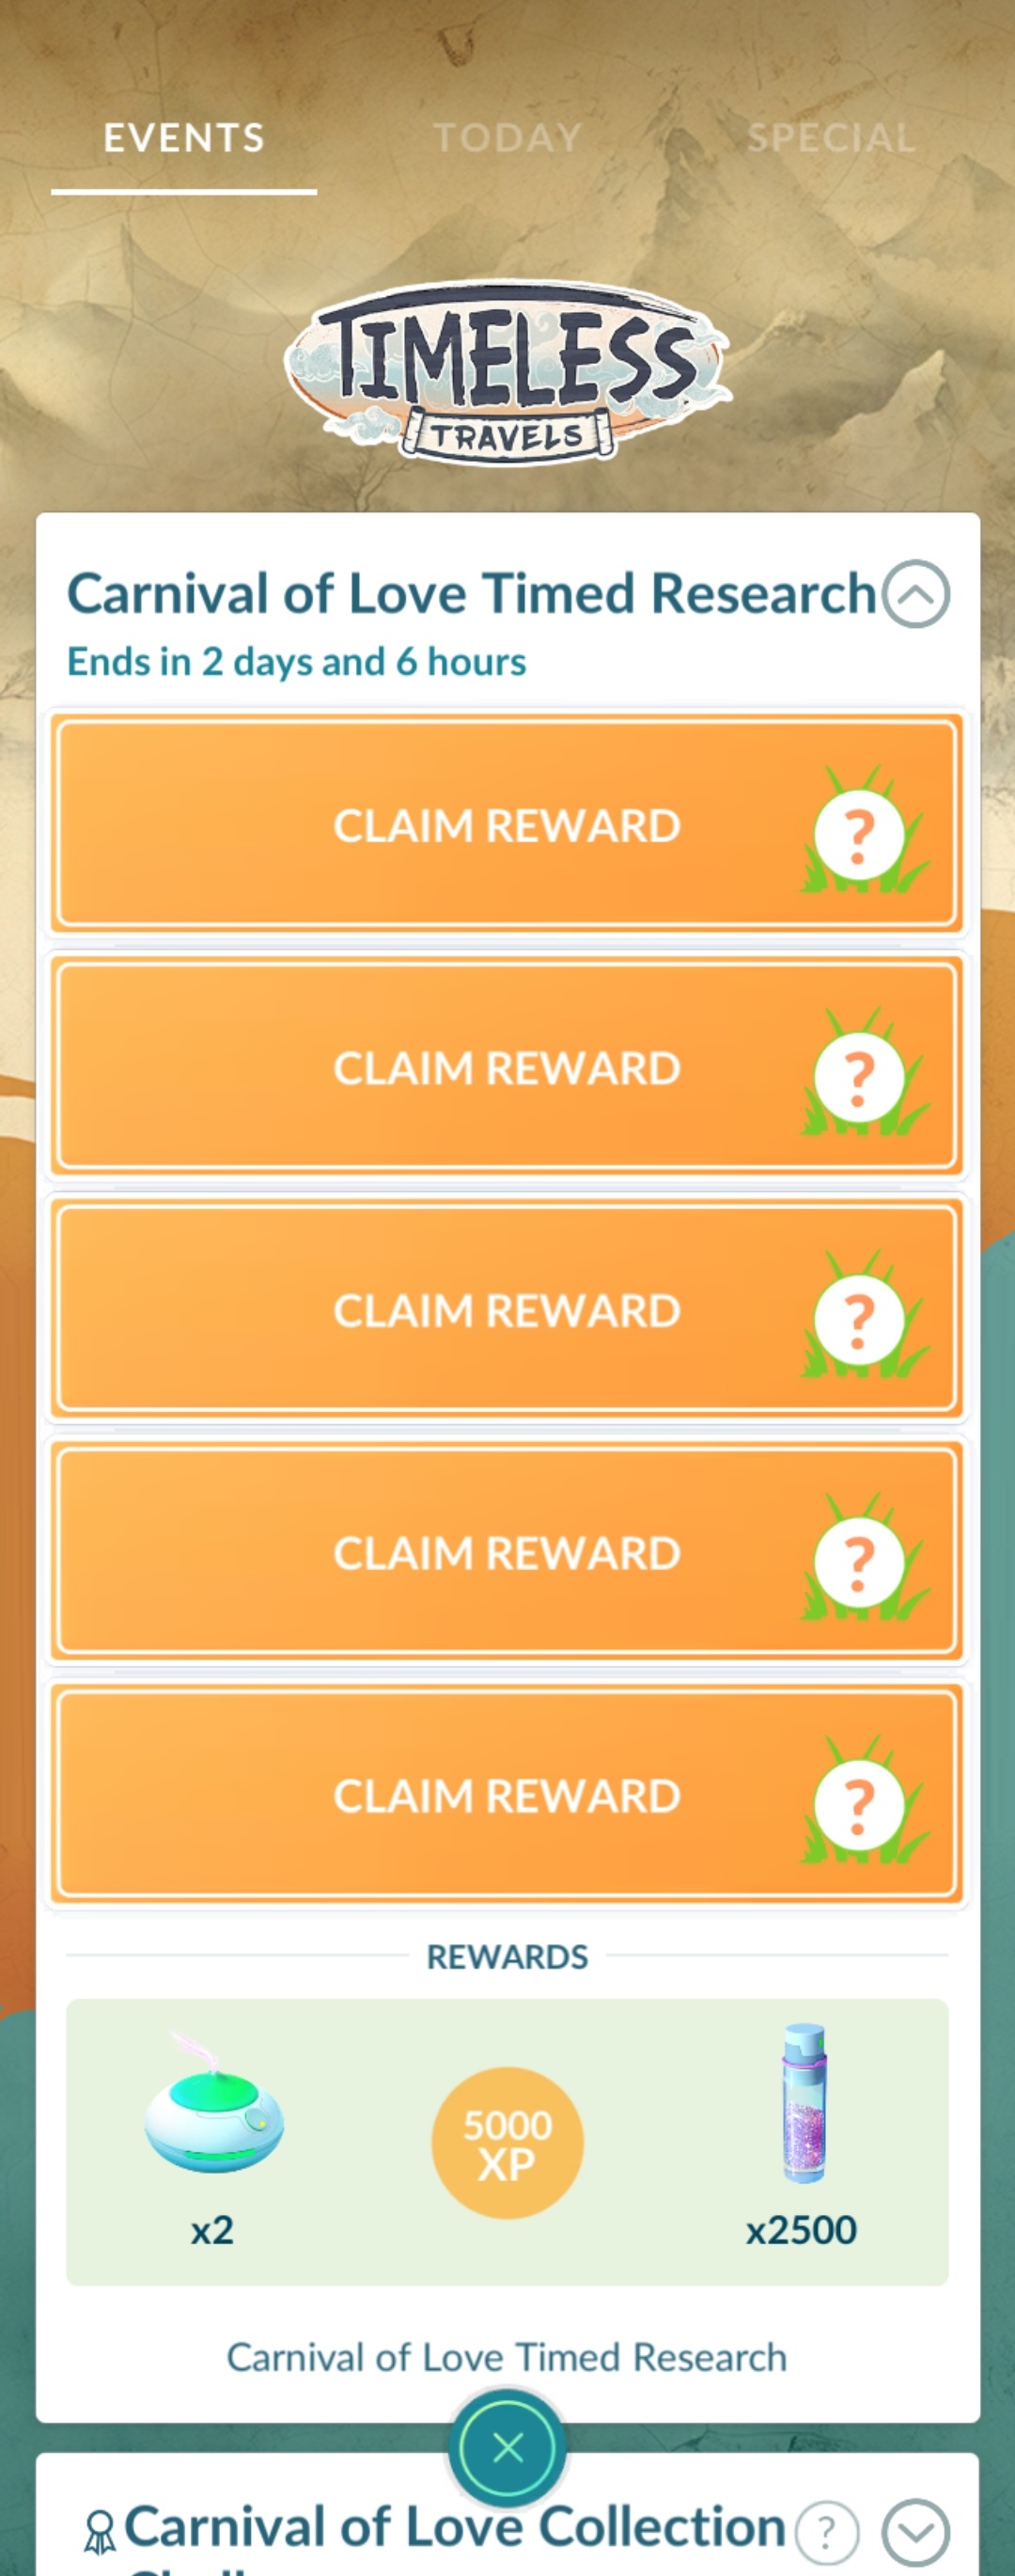 EVENTS TODAY SPECIAL
TIMELESS
TRAVELS
Carnival of Love Timed Research
Ends in 2 days and 6 hours
CLAIM REWARD ?
CLAIM REWARD ?
CLAIM REWARD ?
CLAIM REWARD ?
CLAIM REWARD ?
REWARDS
5000
XP
x2 x2500
Carnival of Love Timed Research
Carnival of Love Collection ?